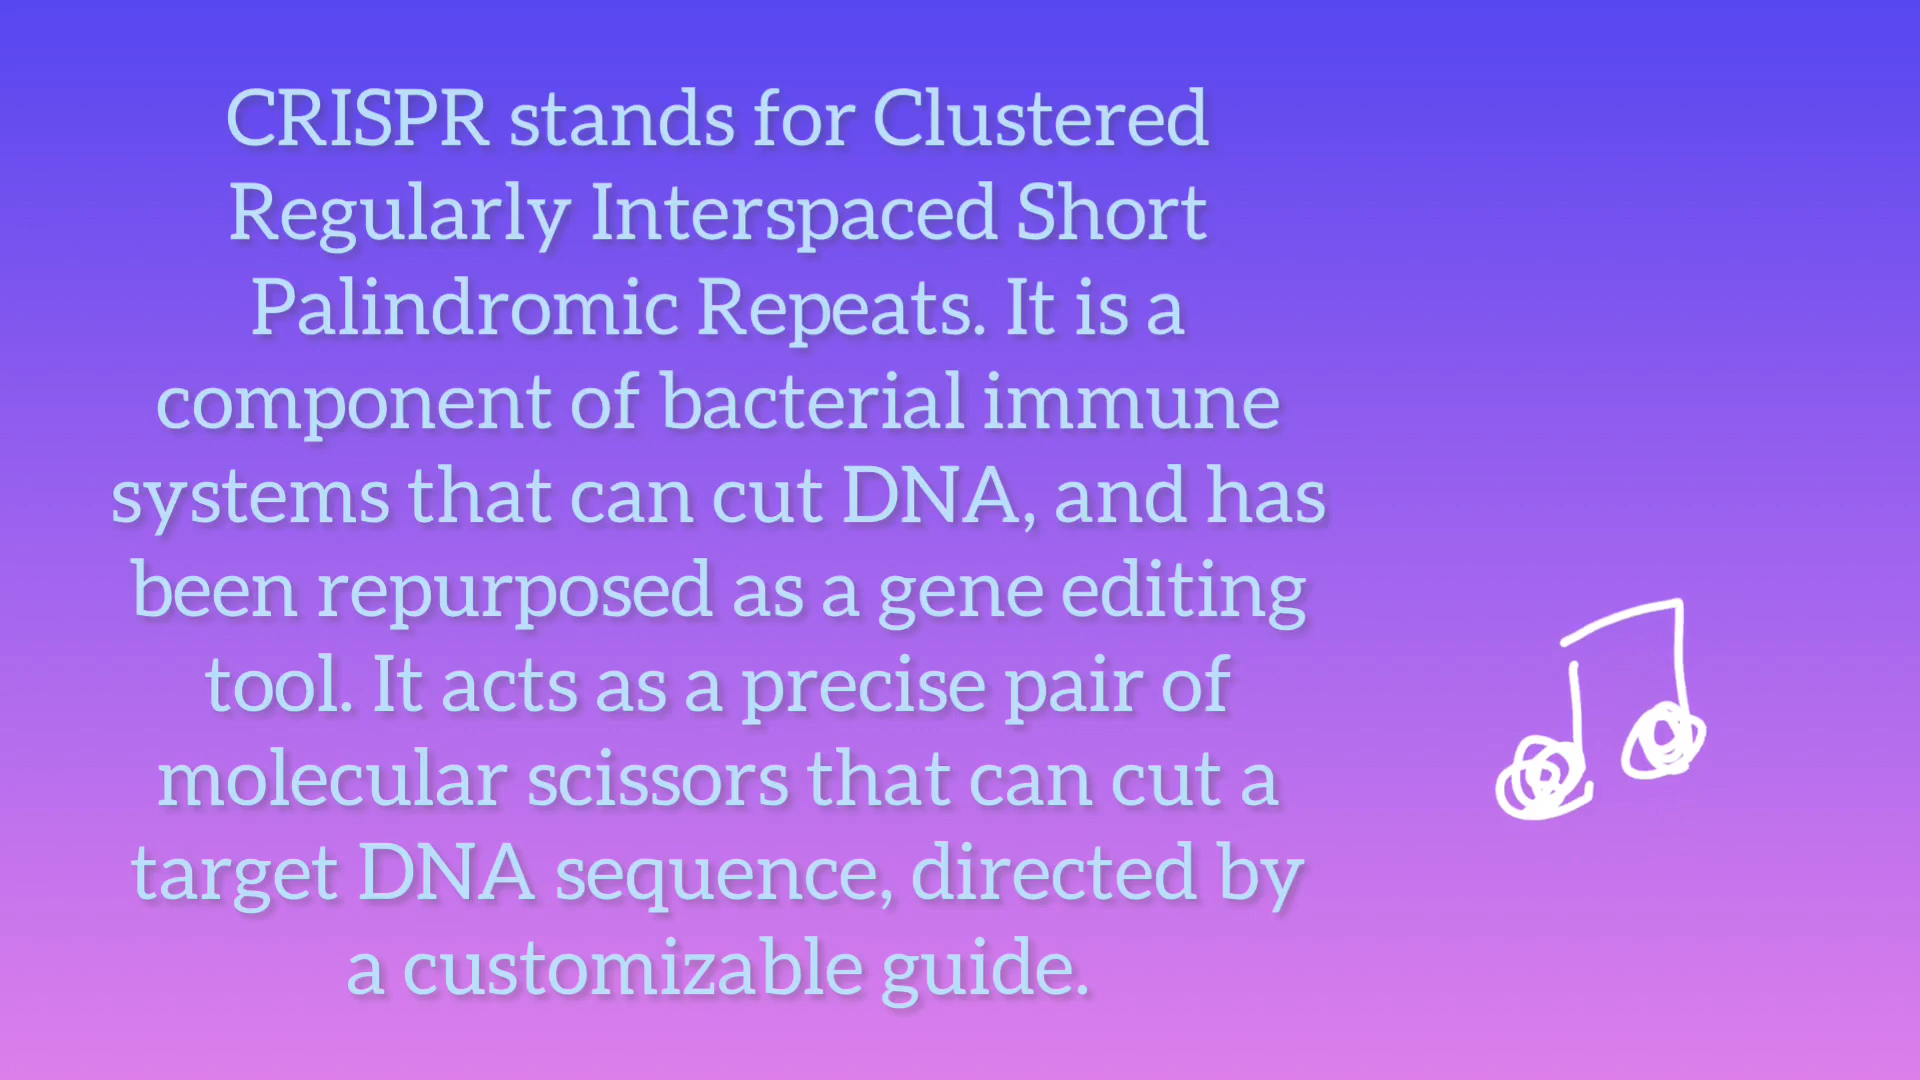 CRISPR stands for Clustered
Regularly Interspaced Short
Palindromic Repeats. It is a
component of bacterial immune
systems that can cut DNA, and has
been repurposed as a gene editing
tool. It acts as a precise pair of
molecular scissors that can cut a
target DNA sequence, directed by
a customizable guide.